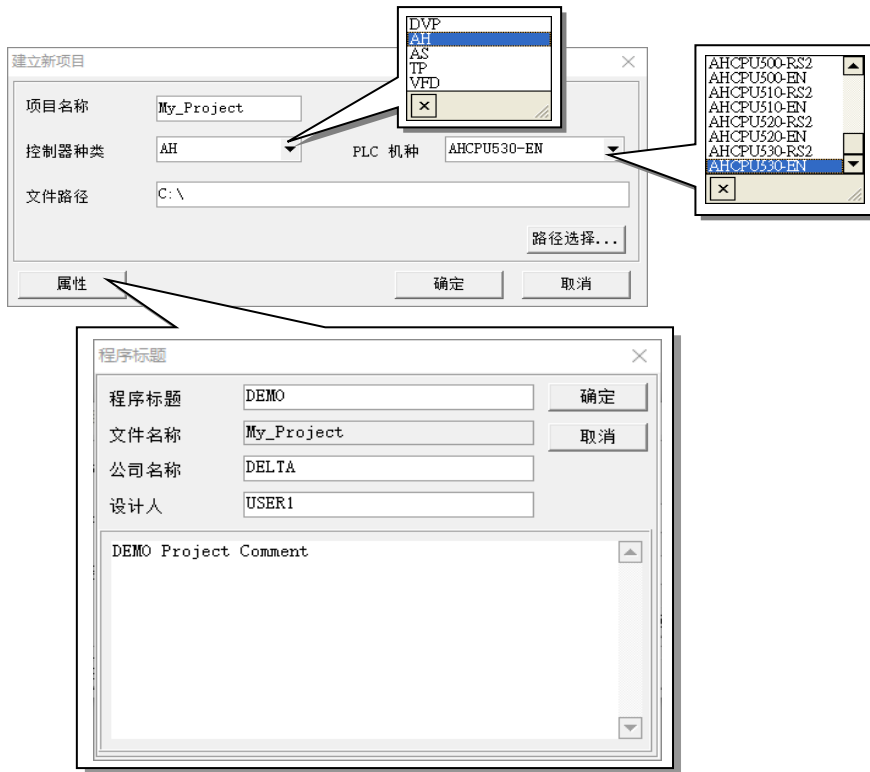 DVP
AH
AS
TP
VFD
建立新项目
项目名称 My_Project
控制器种类 AH PLC 机种 AHCPU530-EN
文件路径 C:\
路径选择...
属性 确定 取消
AHCPU500-RS2
AHCPU500-EN
AHCPU510-RS2
AHCPU510-EN
AHCPU520-RS2
AHCPU520-EN
AHCPU530-RS2
AHCPU530-EN
程序标题
程序标题 DEMO 确定
文件名称 My_Project 取消
公司名称 DELTA
设计人 USER1
DEMO Project Comment